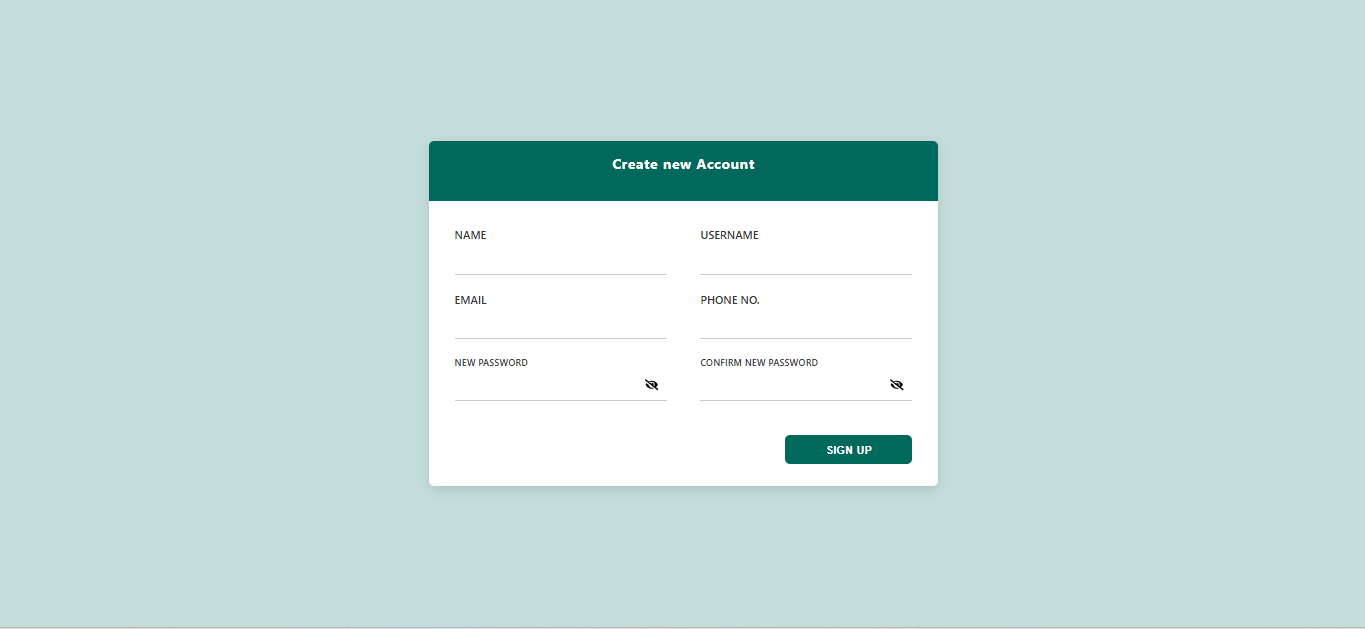 Create new Account
NAME
USERNAME
EMAIL
PHONE NO.
NEW PASSWORD
CONFIRM NEW PASSWORD
SIGN UP